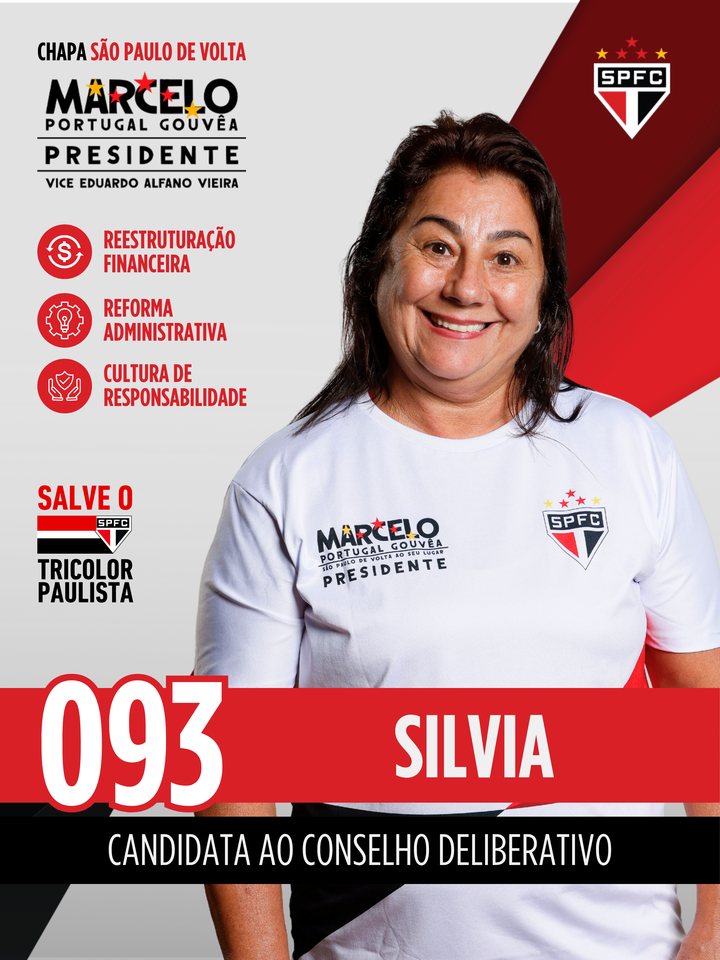 CHAPA SÃO PAULO DE VOLTA
MARCELO
PORTUGAL GOUVÊA
PRESIDENTE
VICE EDUARDO ALFANO VIEIRA
SPFC
REESTRUTURAÇÃO
FINANCEIRA
REFORMA
ADMINISTRATIVA
CULTURA DE
RESPONSABILIDADE
SALVE O
SPFC
TRICOLOR
PAULISTA
MARCELO
PORTUGAL GOUVÊA
SÃO PAULO DE VOLTA AO SEU LUGAR
PRESIDENTE
SPFC
093
SILVIA
CANDIDATA AO CONSELHO DELIBERATIVO